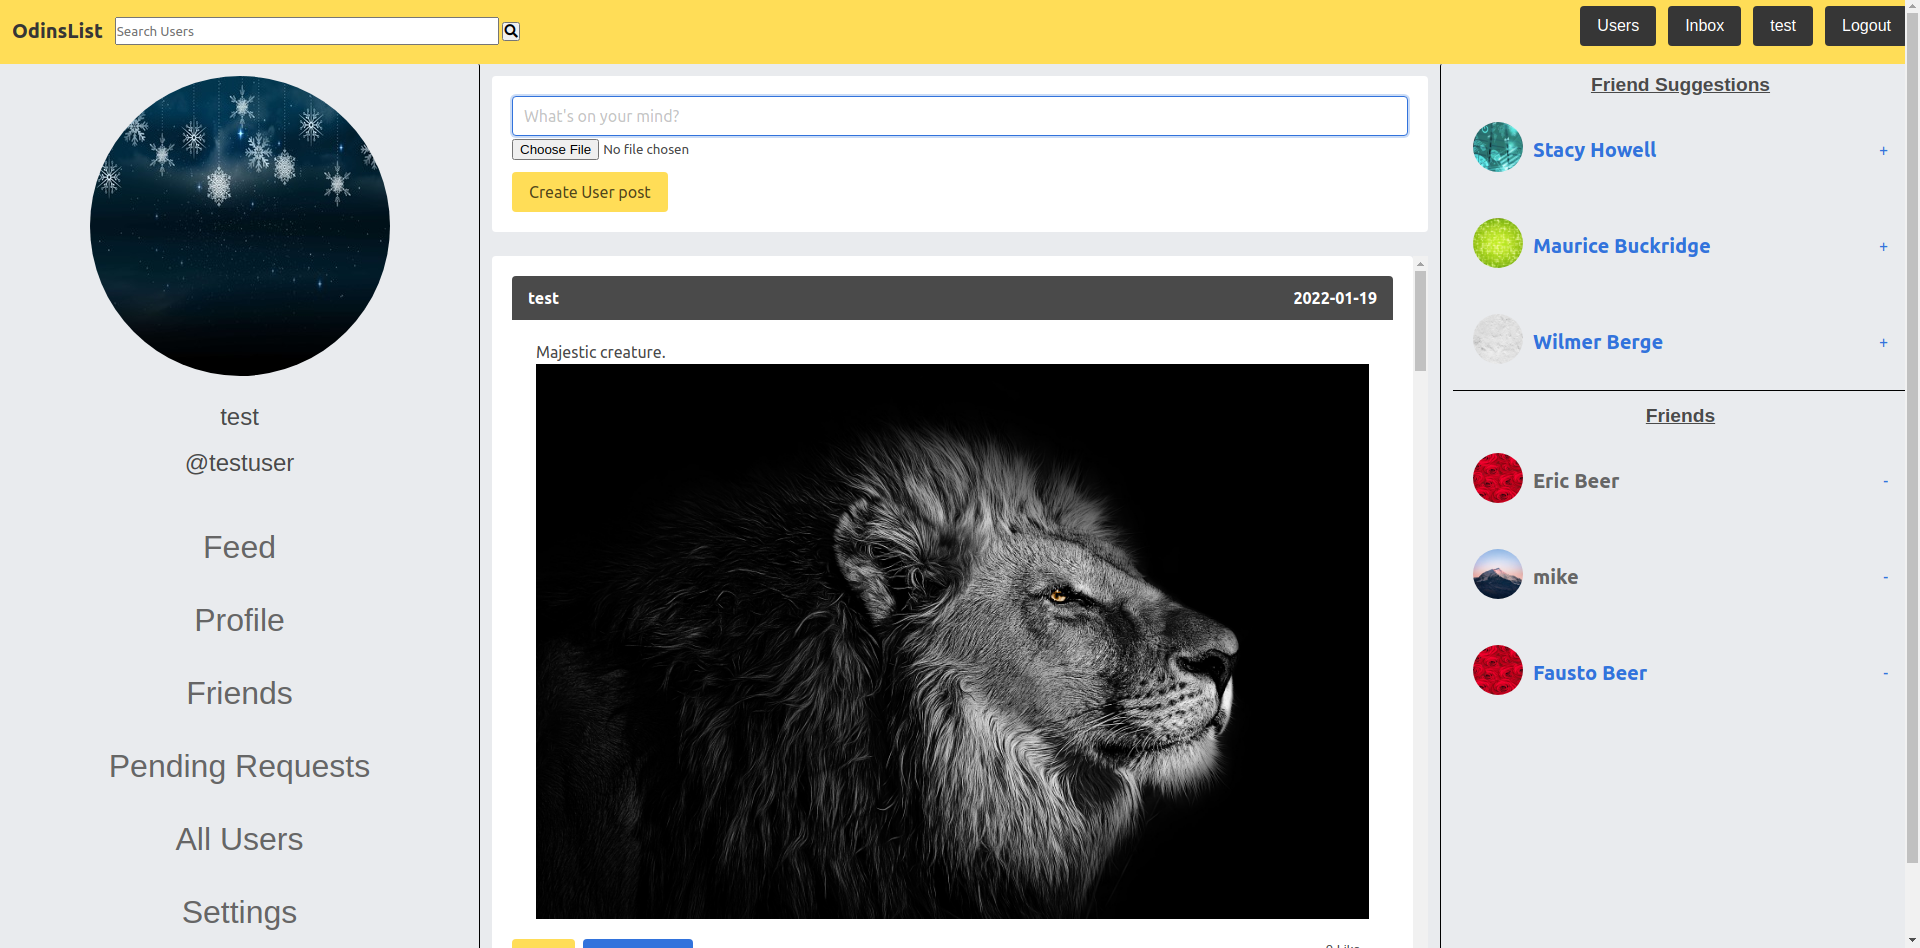 OdinsList
Search Users
Users
Inbox
test
Logout
test
@testuser
Feed
Profile
Friends
Pending Requests
All Users
Settings
What's on your mind?
Choose File No file chosen
Create User post
test 2022-01-19
Majestic creature.
Friend Suggestions
Stacy Howell +
Maurice Buckridge +
Wilmer Berge +
Friends
Eric Beer -
mike -
Fausto Beer -